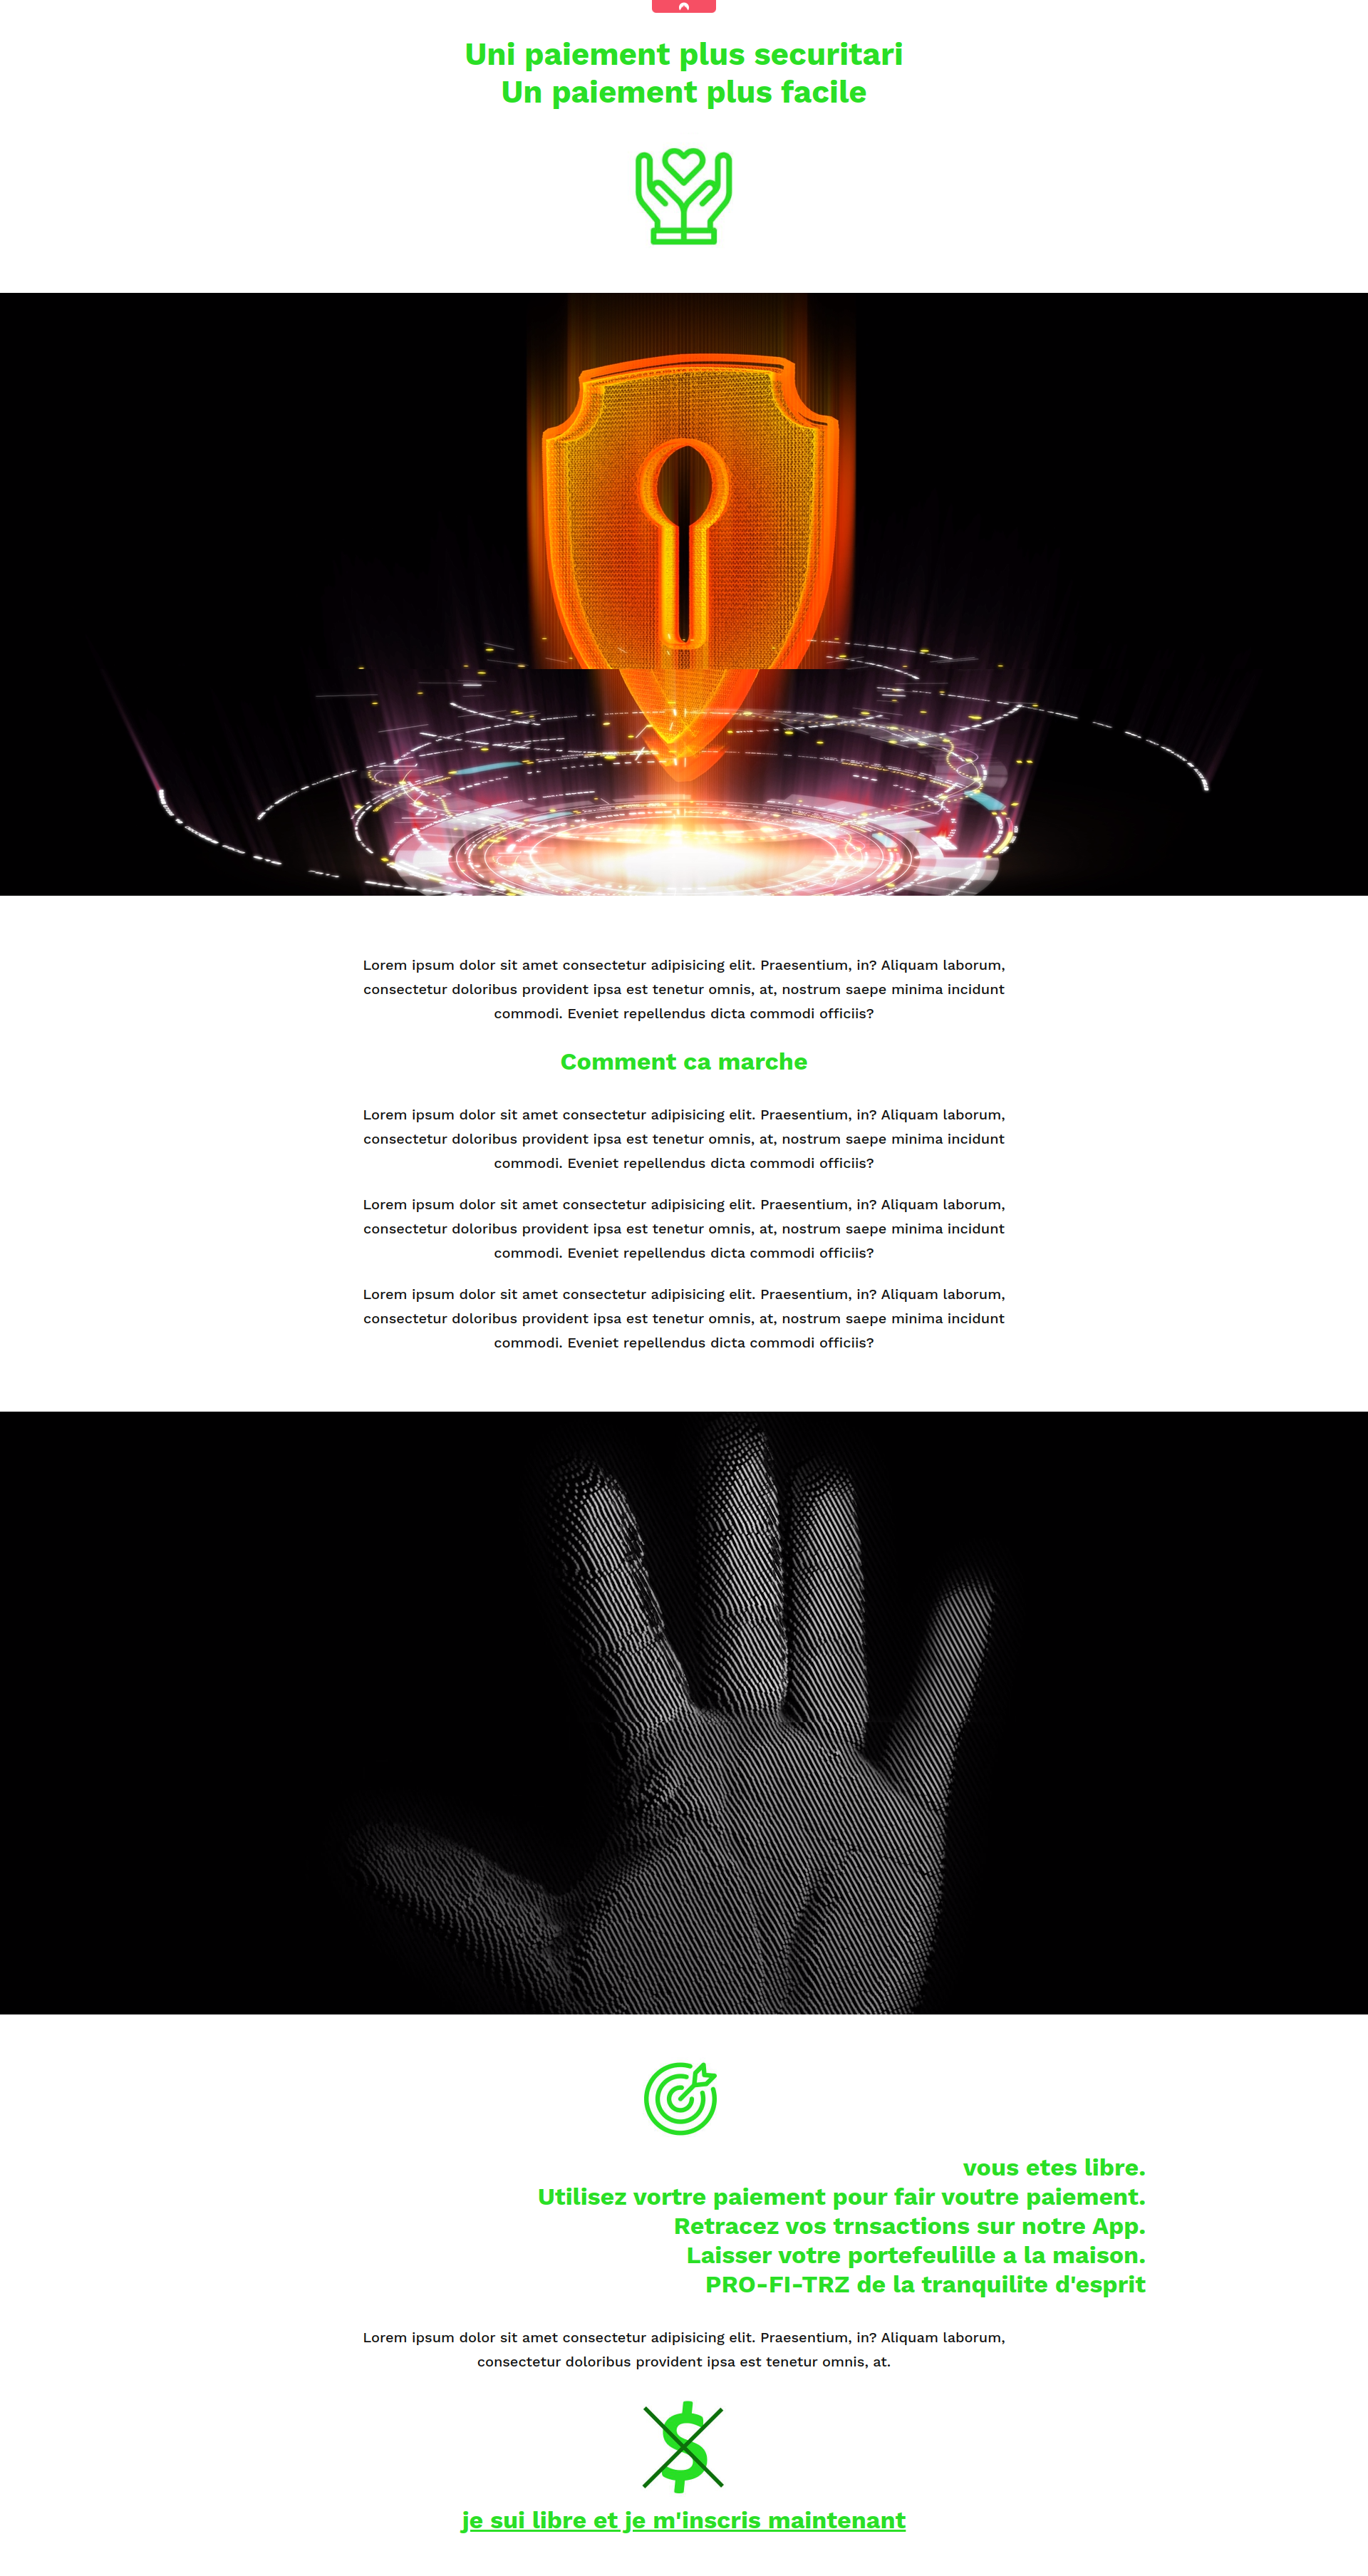 Uni paiement plus securitari
Un paiement plus facile
Lorem ipsum dolor sit amet consectetur adipisicing elit. Praesentium, in? Aliquam laborum,
consectetur doloribus provident ipsa est tenetur omnis, at, nostrum saepe minima incidunt
commodi. Eveniet repellendus dicta commodi officiis?
Comment ca marche
Lorem ipsum dolor sit amet consectetur adipisicing elit. Praesentium, in? Aliquam laborum,
consectetur doloribus provident ipsa est tenetur omnis, at, nostrum saepe minima incidunt
commodi. Eveniet repellendus dicta commodi officiis?
Lorem ipsum dolor sit amet consectetur adipisicing elit. Praesentium, in? Aliquam laborum,
consectetur doloribus provident ipsa est tenetur omnis, at, nostrum saepe minima incidunt
commodi. Eveniet repellendus dicta commodi officiis?
Lorem ipsum dolor sit amet consectetur adipisicing elit. Praesentium, in? Aliquam laborum,
consectetur doloribus provident ipsa est tenetur omnis, at, nostrum saepe minima incidunt
commodi. Eveniet repellendus dicta commodi officiis?
vous etes libre.
Utilisez vortre paiement pour fair voutre paiement.
Retracez vos trnsactions sur notre App.
Laisser votre portefeulille a la maison.
PRO-FI-TRZ de la tranquilite d'esprit
Lorem ipsum dolor sit amet consectetur adipisicing elit. Praesentium, in? Aliquam laborum,
consectetur doloribus provident ipsa est tenetur omnis, at.
$
je sui libre et je m'inscris maintenant